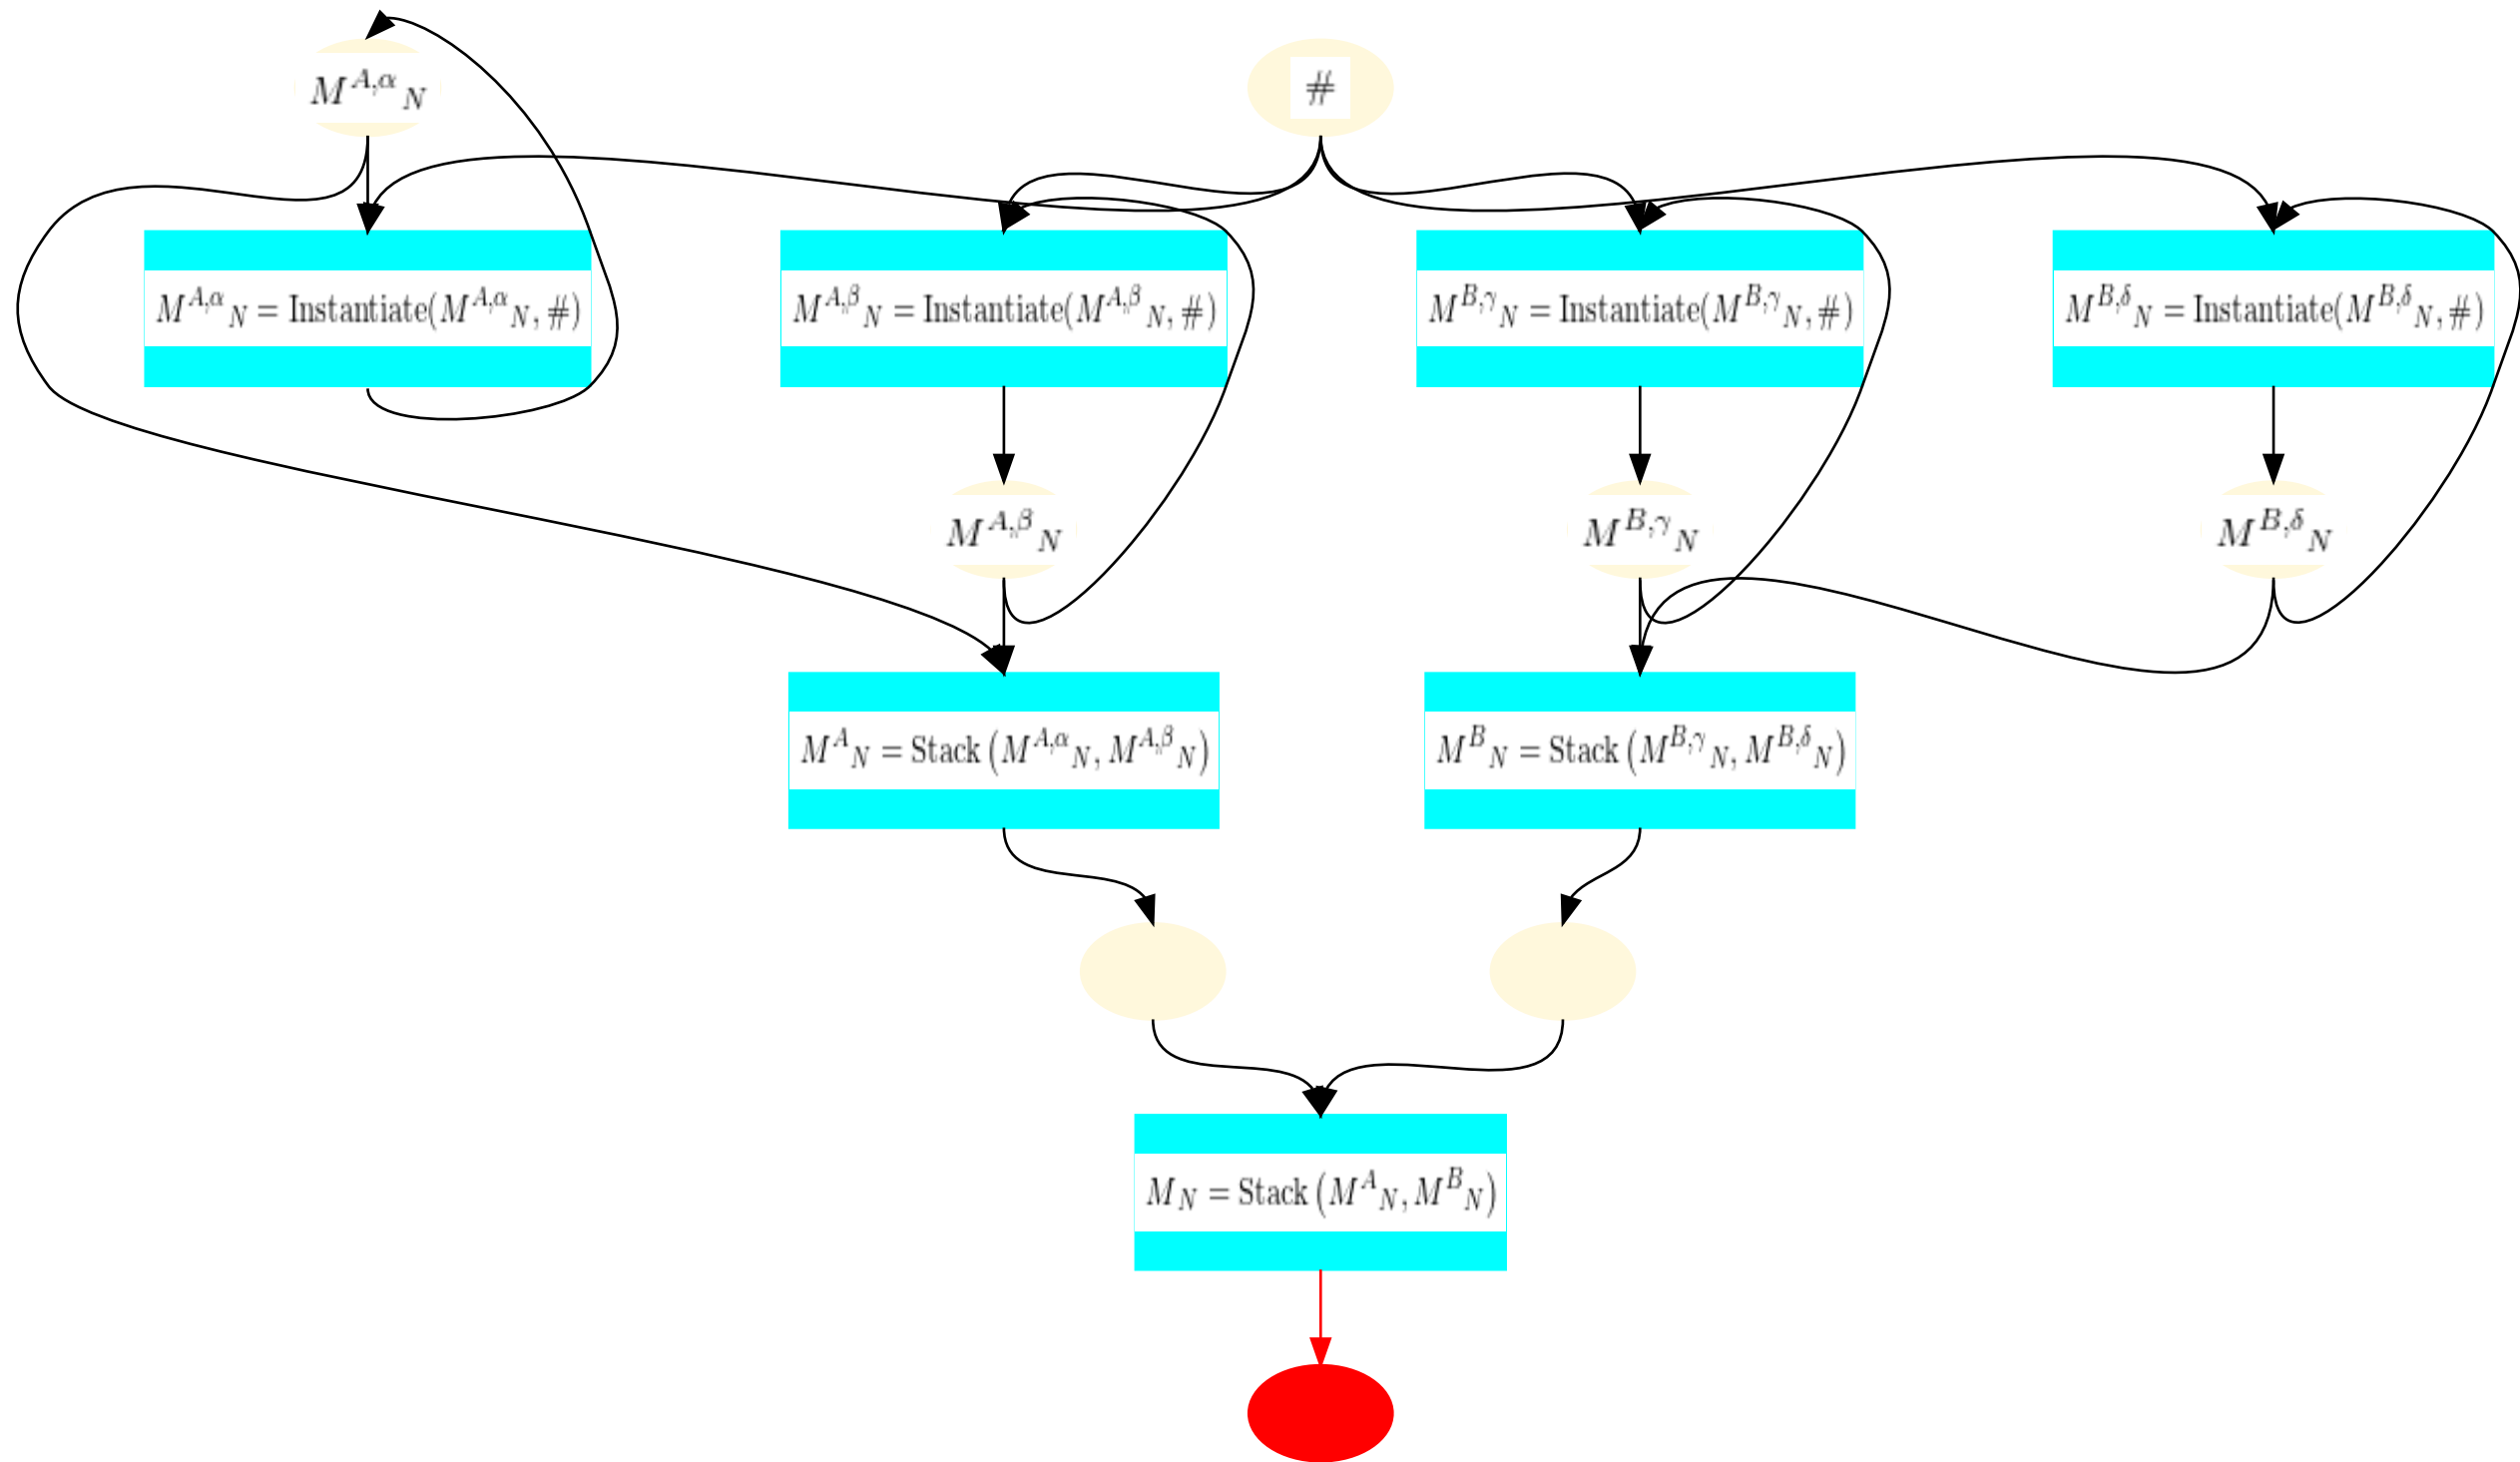 M^{A,α}_N
#
M^{A,α}_N = Instantiate(M^{A,α}_N, #)
M^{A,β}_N = Instantiate(M^{A,β}_N, #)
M^{B,γ}_N = Instantiate(M^{B,γ}_N, #)
M^{B,δ}_N = Instantiate(M^{B,δ}_N, #)
M^{A,β}_N
M^{B,γ}_N
M^{B,δ}_N
M^A_N = Stack (M^{A,α}_N, M^{A,β}_N)
M^B_N = Stack (M^{B,γ}_N, M^{B,δ}_N)
M_N = Stack (M^A_N, M^B_N)